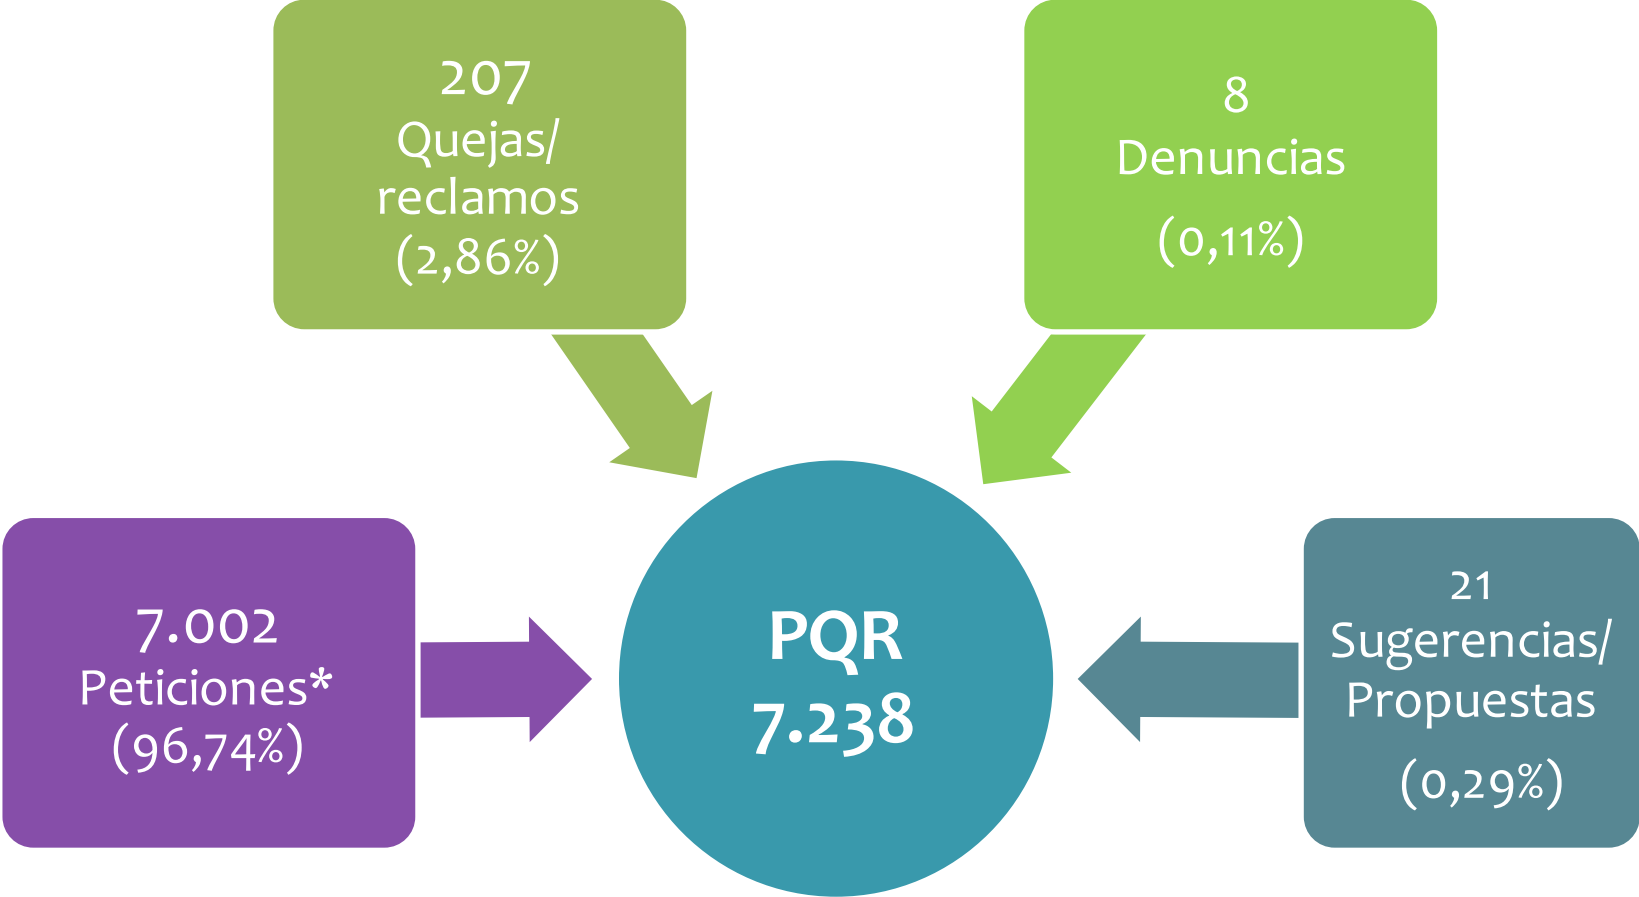 207
Quejas/
reclamos
(2,86%)
8
Denuncias
(0,11%)
7.002
Peticiones*
(96,74%)
PQR
7.238
21
Sugerencias/
Propuestas
(0,29%)